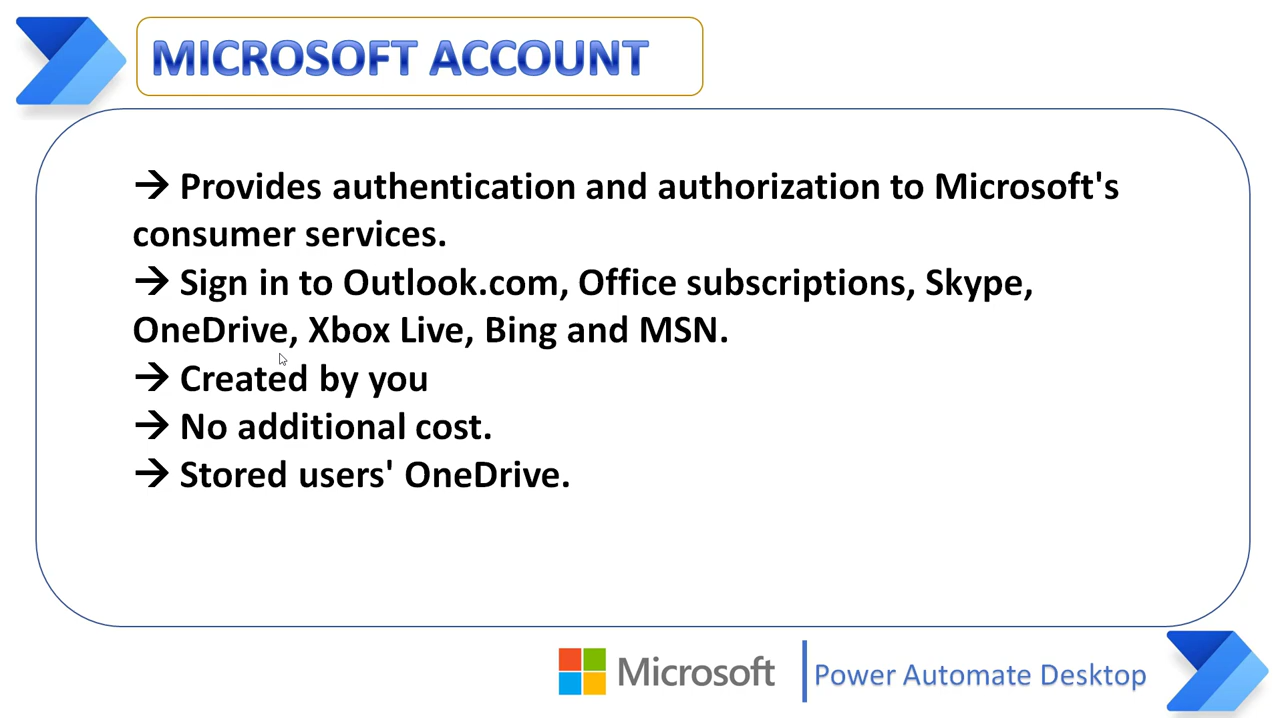 MICROSOFT ACCOUNT
→ Provides authentication and authorization to Microsoft's
consumer services.
→ Sign in to Outlook.com, Office subscriptions, Skype,
OneDrive, Xbox Live, Bing and MSN.
→ Created by you
→ No additional cost.
→ Stored users' OneDrive.
Microsoft
Power Automate Desktop